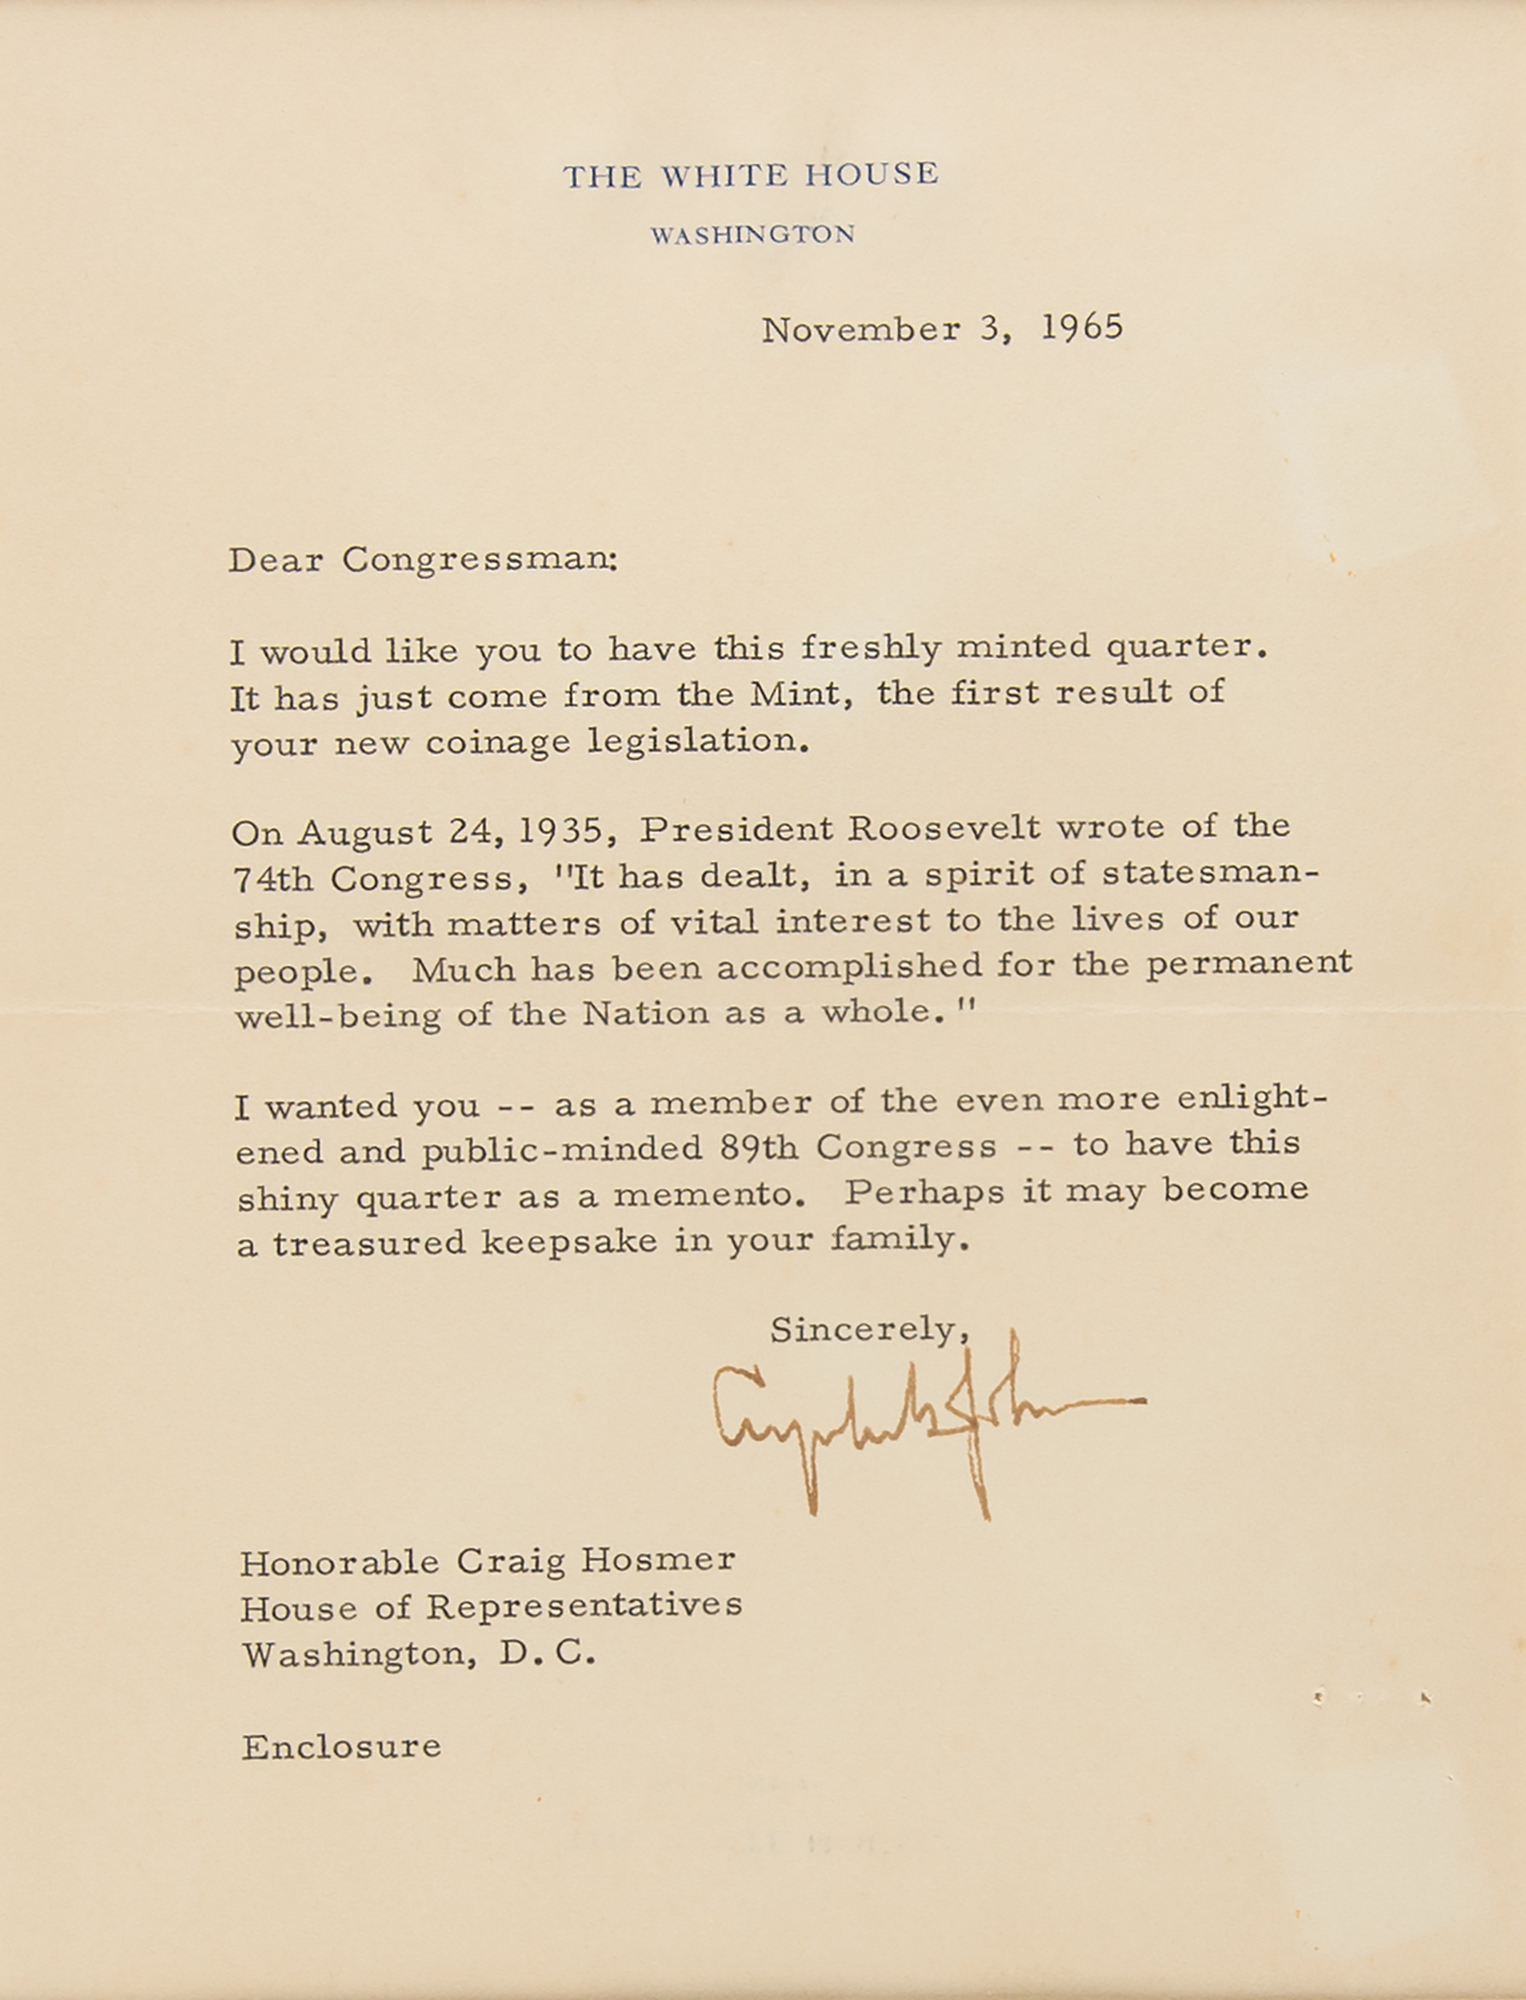 THE WHITE HOUSE
WASHINGTON
November 3, 1965
Dear Congressman:
I would like you to have this freshly minted quarter.
It has just come from the Mint, the first result of
your new coinage legislation.
On August 24, 1935, President Roosevelt wrote of the
74th Congress, "It has dealt, in a spirit of statesman-
ship, with matters of vital interest to the lives of our
people. Much has been accomplished for the permanent
well-being of the Nation as a whole. "
I wanted you -- as a member of the even more enlight-
ened and public-minded 89th Congress -- to have this
shiny quarter as a memento. Perhaps it may become
a treasured keepsake in your family.
Sincerely,
Honorable Craig Hosmer
House of Representatives
Washington, D. C.
Enclosure